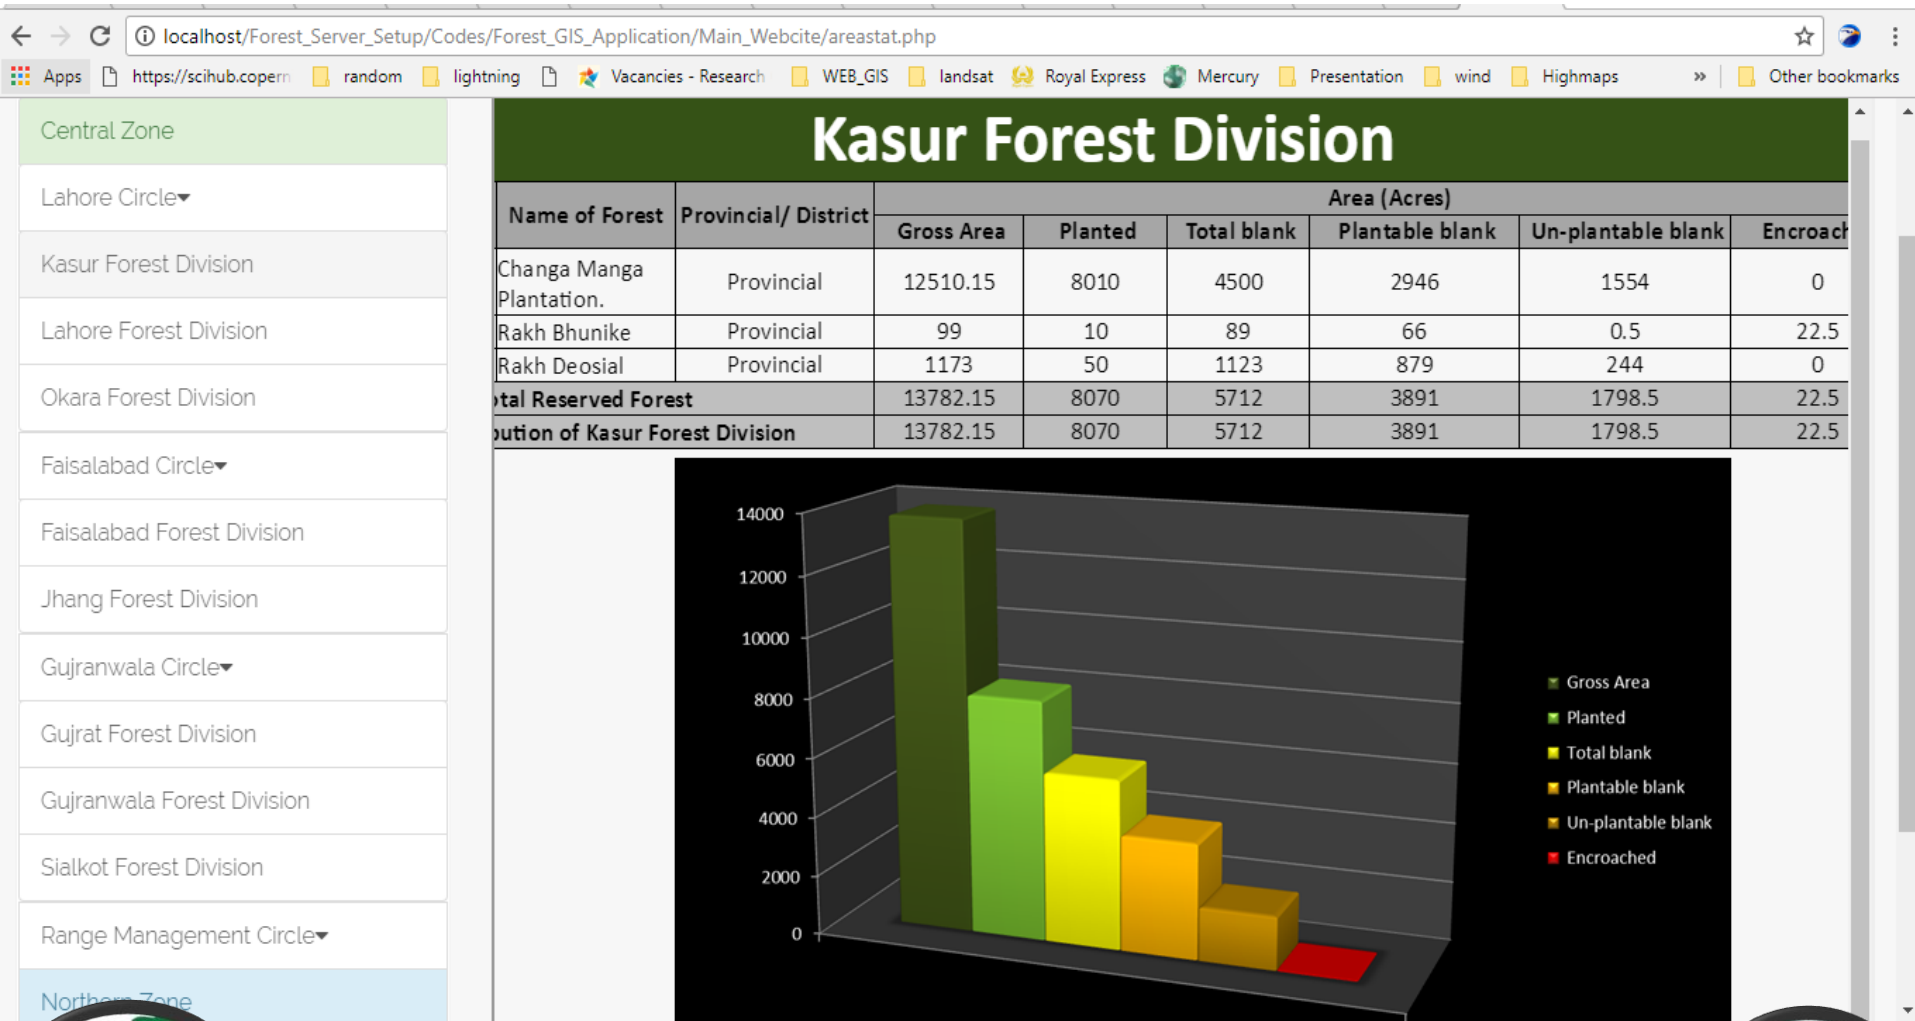 localhost/Forest_Server_Setup/Codes/Forest_GIS_Application/Main_Webcite/areastat.php
Apps https://scihub.copern random lightning Vacancies - Research WEB_GIS landsat Royal Express Mercury Presentation wind Highmaps » Other bookmarks
Central Zone
Lahore Circle
Kasur Forest Division
Lahore Forest Division
Okara Forest Division
Faisalabad Circle
Faisalabad Forest Division
Jhang Forest Division
Gujranwala Circle
Gujrat Forest Division
Gujranwala Forest Division
Sialkot Forest Division
Range Management Circle
Northern Zone
Kasur Forest Division
Name of Forest Provincial/ District Area (Acres)
Gross Area Planted Total blank Plantable blank Un-plantable blank Encroach
Changa Manga
Plantation. Provincial 12510.15 8010 4500 2946 1554 0
Rakh Bhunike Provincial 99 10 89 66 0.5 22.5
Rakh Deosial Provincial 1173 50 1123 879 244 0
tal Reserved Forest 13782.15 8070 5712 3891 1798.5 22.5
ution of Kasur Forest Division 13782.15 8070 5712 3891 1798.5 22.5
14000
12000
10000
8000
6000
4000
2000
0
Gross Area
Planted
Total blank
Plantable blank
Un-plantable blank
Encroached